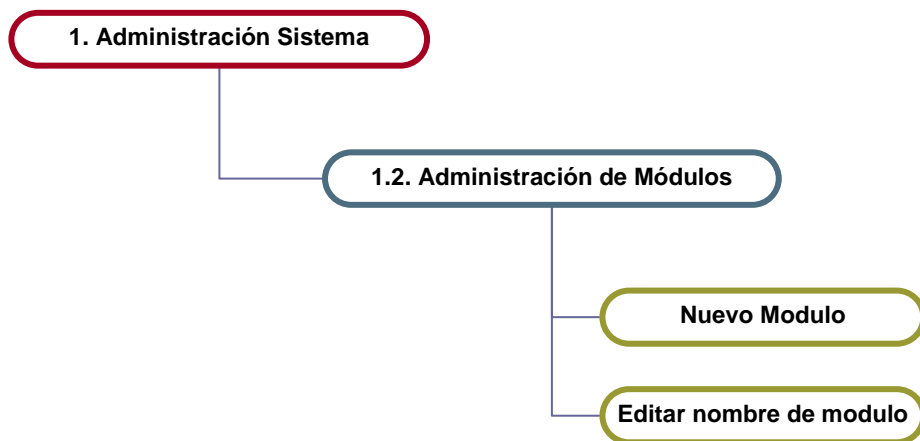 1. Administración Sistema
1.2. Administración de Módulos
Nuevo Modulo
Editar nombre de modulo